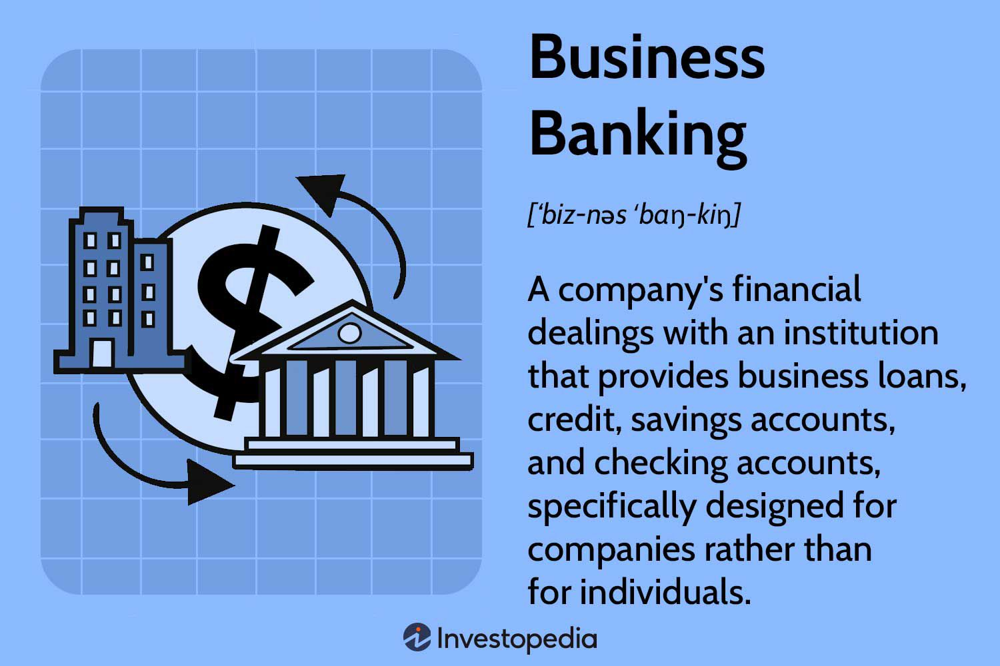 Business
Banking
[‘biz-nəs ‘baŋ-kiŋ]
A company's financial
dealings with an institution
that provides business loans,
credit, savings accounts,
and checking accounts,
specifically designed for
companies rather than
for individuals.
Investopedia